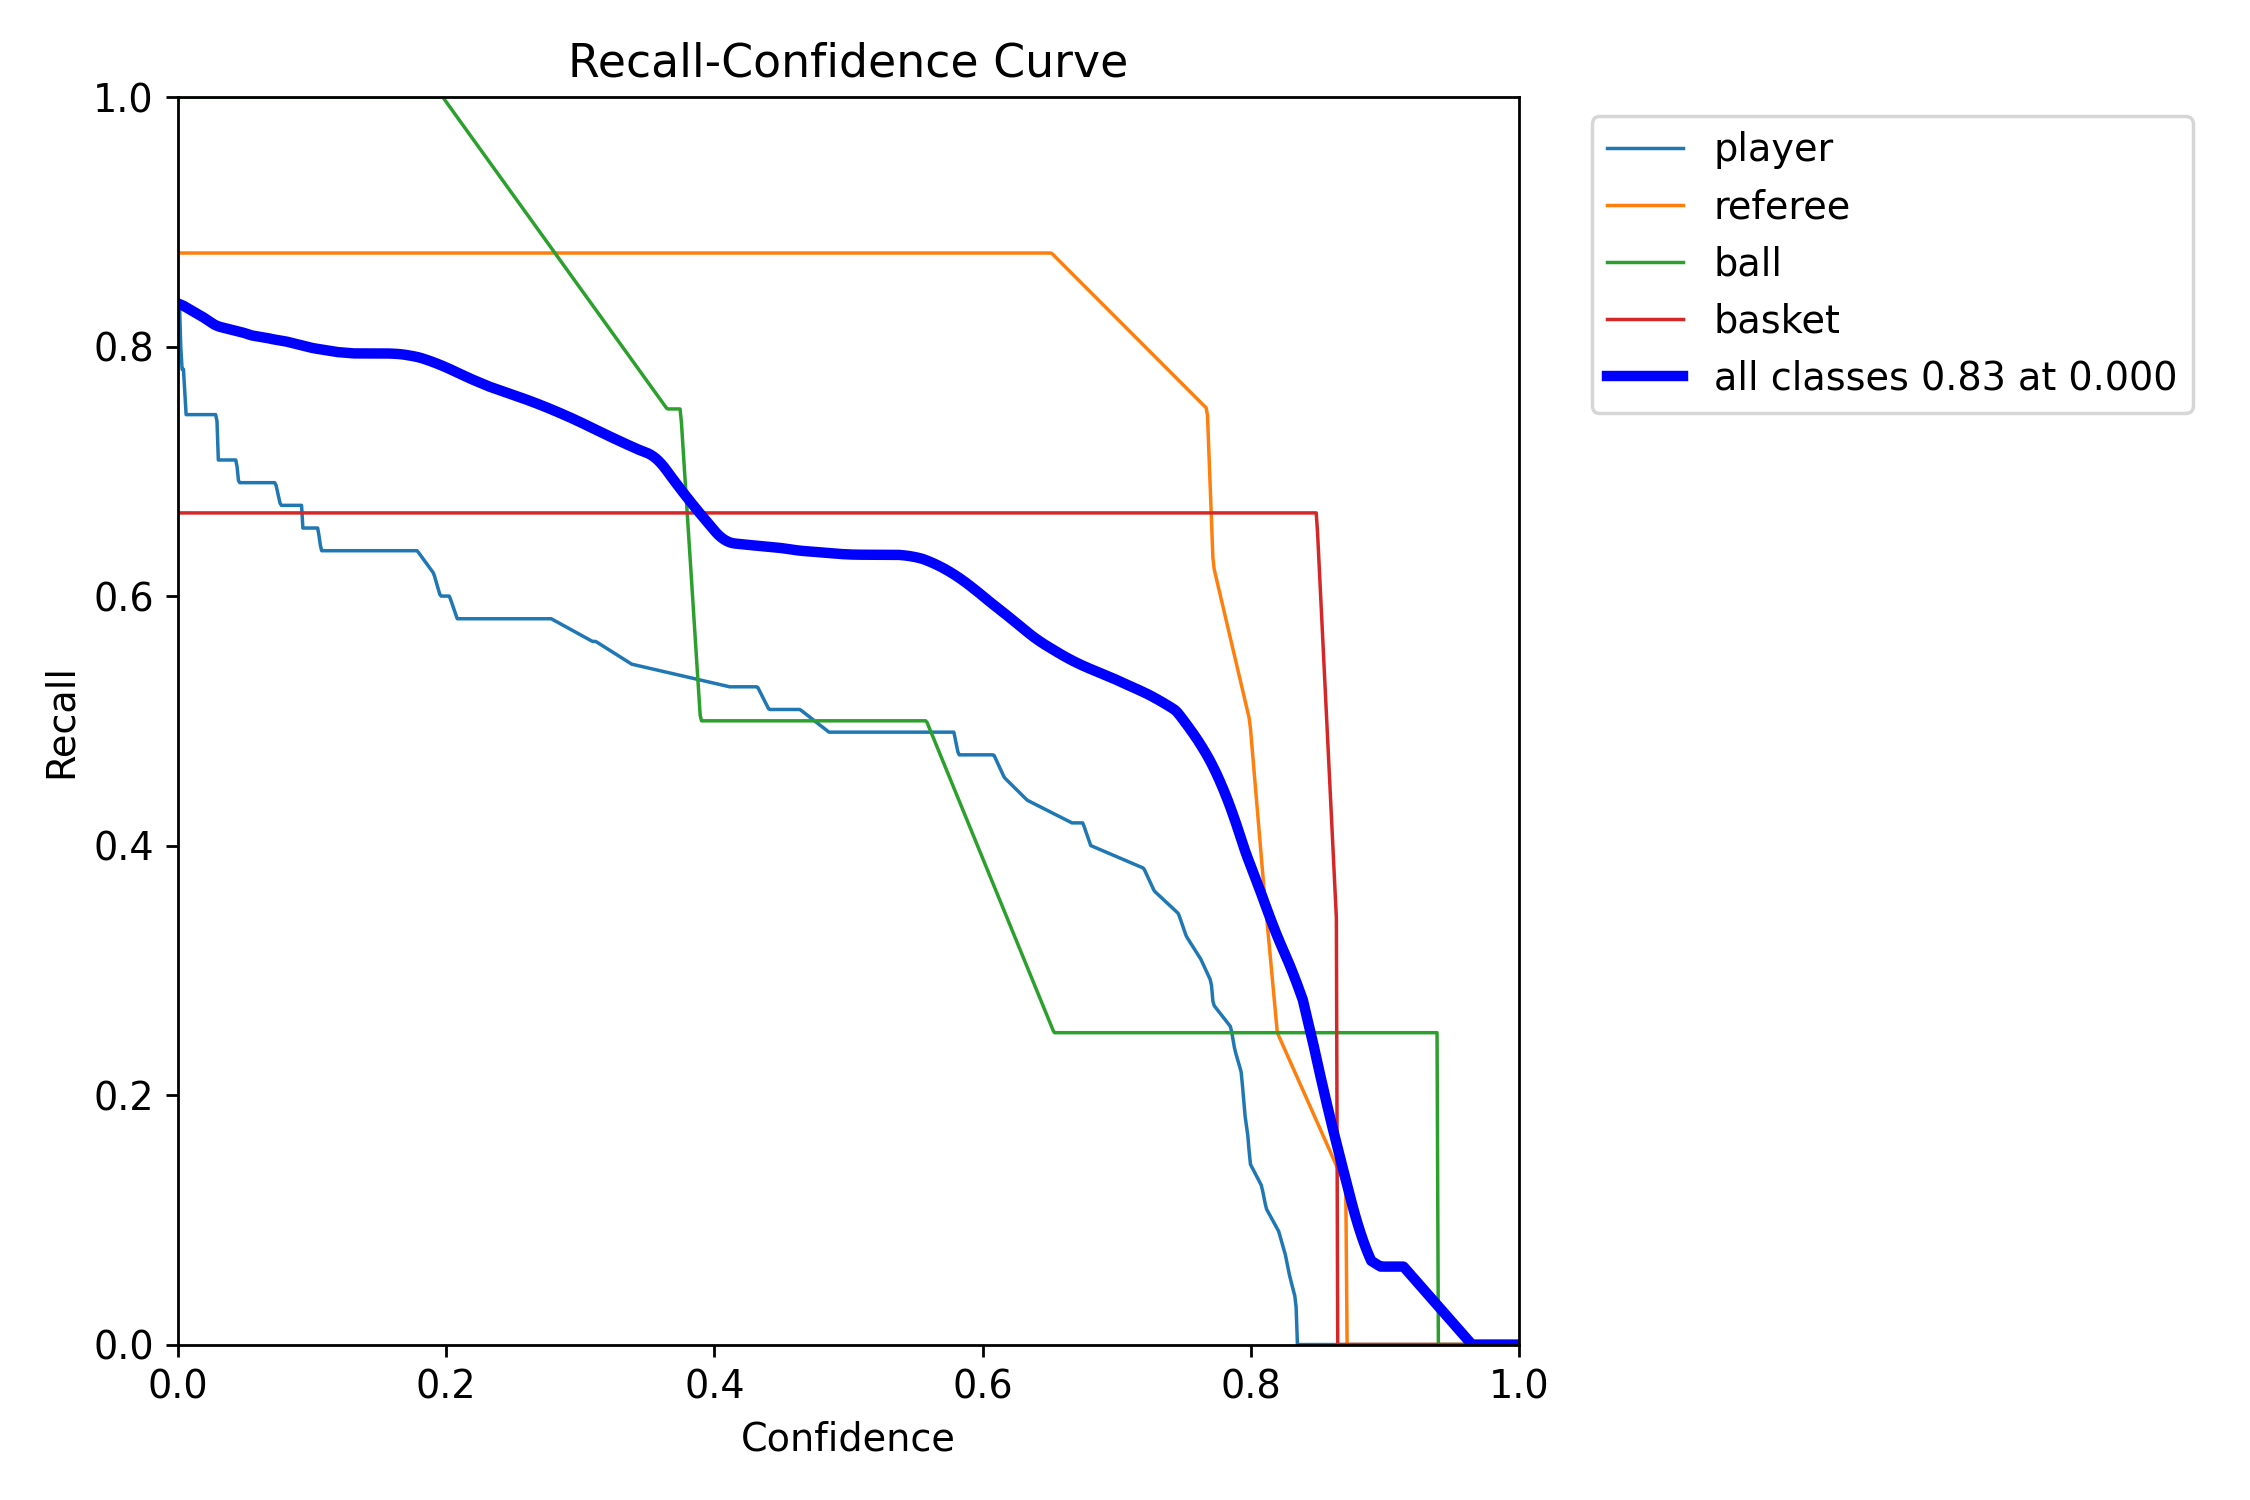 Recall-Confidence Curve
1.0
0.8
0.6
0.4
0.2
0.0
Recall
0.0 0.2 0.4 0.6 0.8 1.0
Confidence
player
referee
ball
basket
all classes 0.83 at 0.000